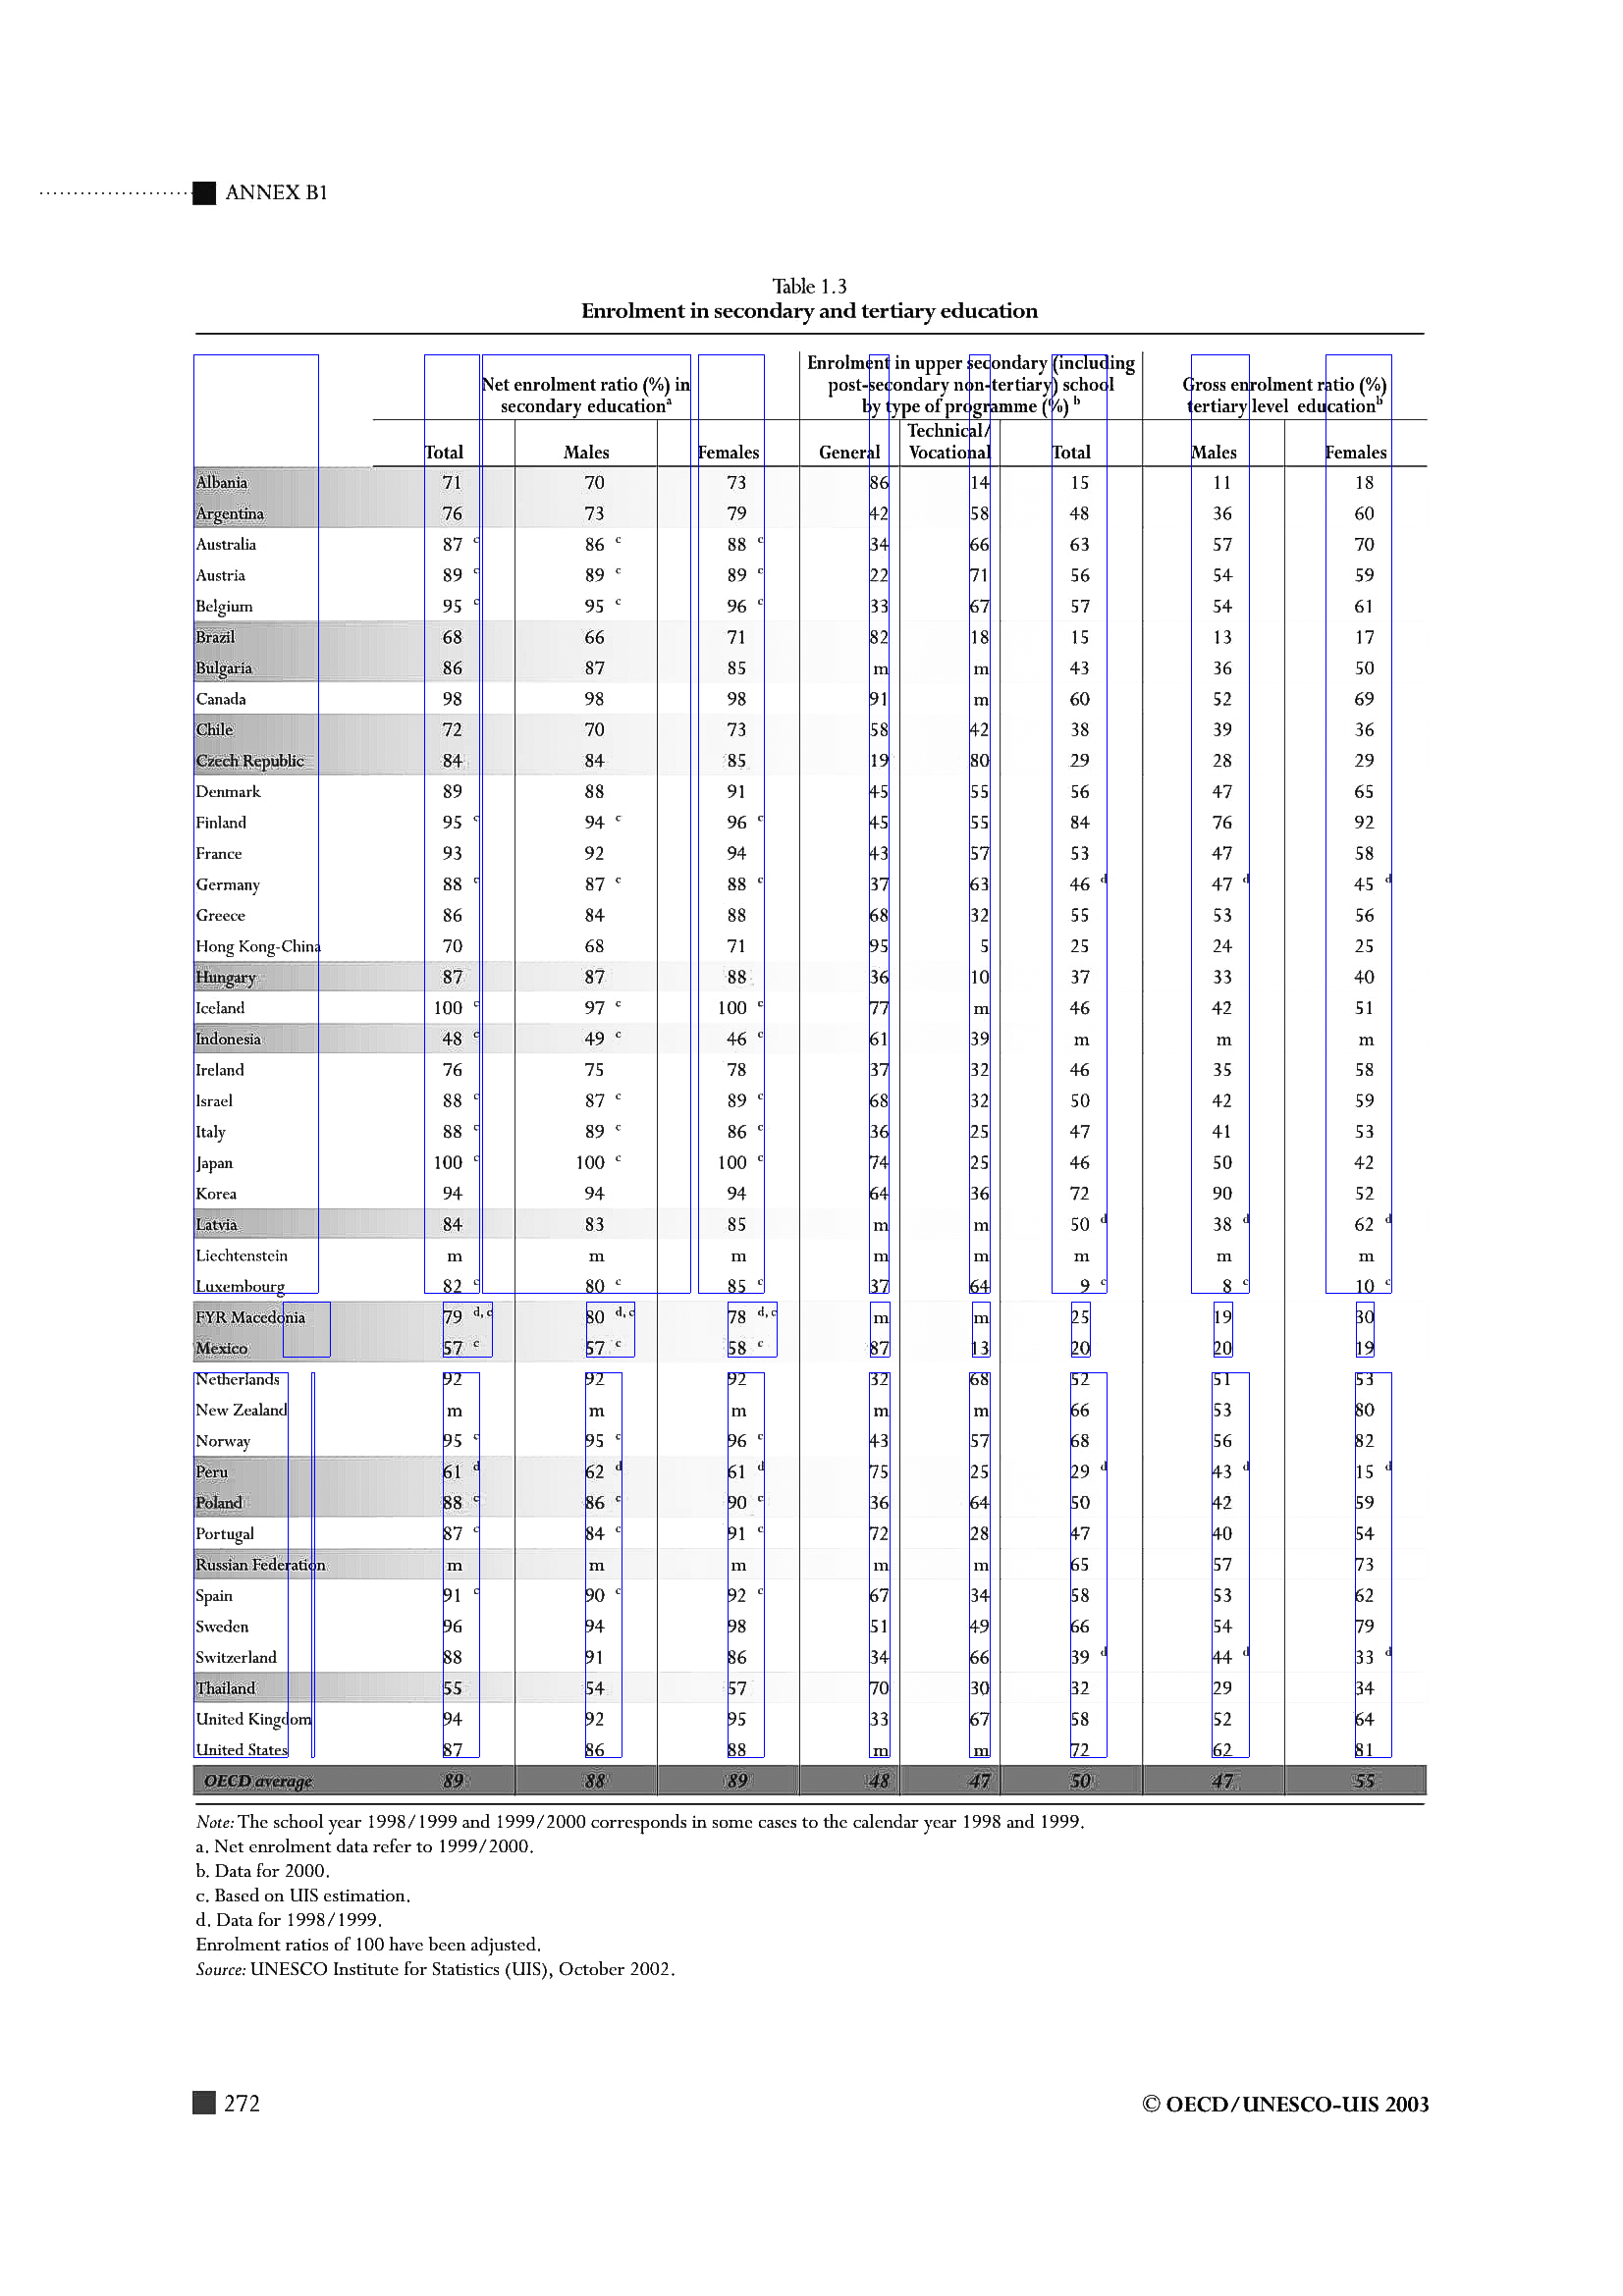 ANNEX B1
Table 1.3
Enrolment in secondary and tertiary education
Net enrolment ratio (%) in secondary education a
Enrolment in upper secondary (including post-secondary non-tertiary) school by type of programme (%) b
Gross enrolment ratio (%) tertiary level education b
Total Males Females General Technical/Vocational Total Males Females
Albania 71 70 73 86 14 15 11 18
Argentina 76 73 79 42 58 48 36 60
Australia 87 c 86 c 88 c 34 66 63 57 70
Austria 89 c 89 c 89 c 22 71 56 54 59
Belgium 95 c 95 c 96 c 33 67 57 54 61
Brazil 68 66 71 82 18 15 13 17
Bulgaria 86 87 85 m m 43 36 50
Canada 98 98 98 91 m 60 52 69
Chile 72 70 73 58 42 38 39 36
Czech Republic 84 84 85 19 80 29 28 29
Denmark 89 88 91 45 55 56 47 65
Finland 95 c 94 c 96 c 45 55 84 76 92
France 93 92 94 43 57 53 47 58
Germany 88 c 87 c 88 c 37 63 46 d 47 d 45 d
Greece 86 84 88 68 32 55 53 56
Hong Kong-China 70 68 71 95 5 25 24 25
Hungary 87 87 88 36 10 37 33 40
Iceland 100 c 97 c 100 c 77 m 46 42 51
Indonesia 48 c 49 c 46 c 61 39 m m m
Ireland 76 75 78 37 32 46 35 58
Israel 88 c 87 c 89 c 68 32 50 42 59
Italy 88 c 89 c 86 c 36 25 47 41 53
Japan 100 c 100 c 100 c 74 25 46 50 42
Korea 94 94 94 64 36 72 90 52
Latvia 84 83 85 m m 50 d 38 d 62 d
Liechtenstein m m m m m m m m
Luxembourg 82 c 80 c 85 c 37 64 9 c 8 c 10 c
FYR Macedonia 79 d, c 80 d, c 78 d, c m m 25 19 30
Mexico 57 c 57 c 58 c 87 13 20 20 19
Netherlands 92 92 92 32 68 52 51 53
New Zealand m m m m m 66 53 80
Norway 95 c 95 c 96 c 43 57 68 56 82
Peru 61 d 62 d 61 d 75 25 29 d 43 d 15 d
Poland 88 c 86 c 90 c 36 64 50 42 59
Portugal 87 c 84 c 91 c 72 28 47 40 54
Russian Federation m m m m m 65 57 73
Spain 91 c 90 c 92 c 67 34 58 53 62
Sweden 96 94 98 51 49 66 54 79
Switzerland 88 91 86 34 66 39 d 44 d 33 d
Thailand 55 54 57 70 30 32 29 34
United Kingdom 94 92 95 33 67 58 52 64
United States 87 86 88 m m 72 62 81
OECD average 89 88 89 48 47 50 47 55
Note: The school year 1998/1999 and 1999/2000 corresponds in some cases to the calendar year 1998 and 1999.
a. Net enrolment data refer to 1999/2000.
b. Data for 2000.
c. Based on UIS estimation.
d. Data for 1998/1999.
Enrolment ratios of 100 have been adjusted.
Source: UNESCO Institute for Statistics (UIS), October 2002.
272
© OECD/UNESCO-UIS 2003